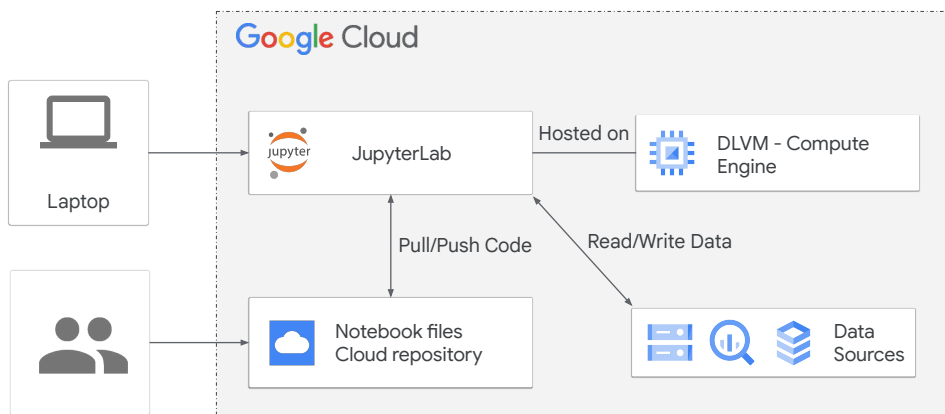 Google Cloud
Laptop
jupyter
JupyterLab
Hosted on
DLVM - Compute
Engine
Pull/Push Code
Read/Write Data
Notebook files
Cloud repository
Data
Sources